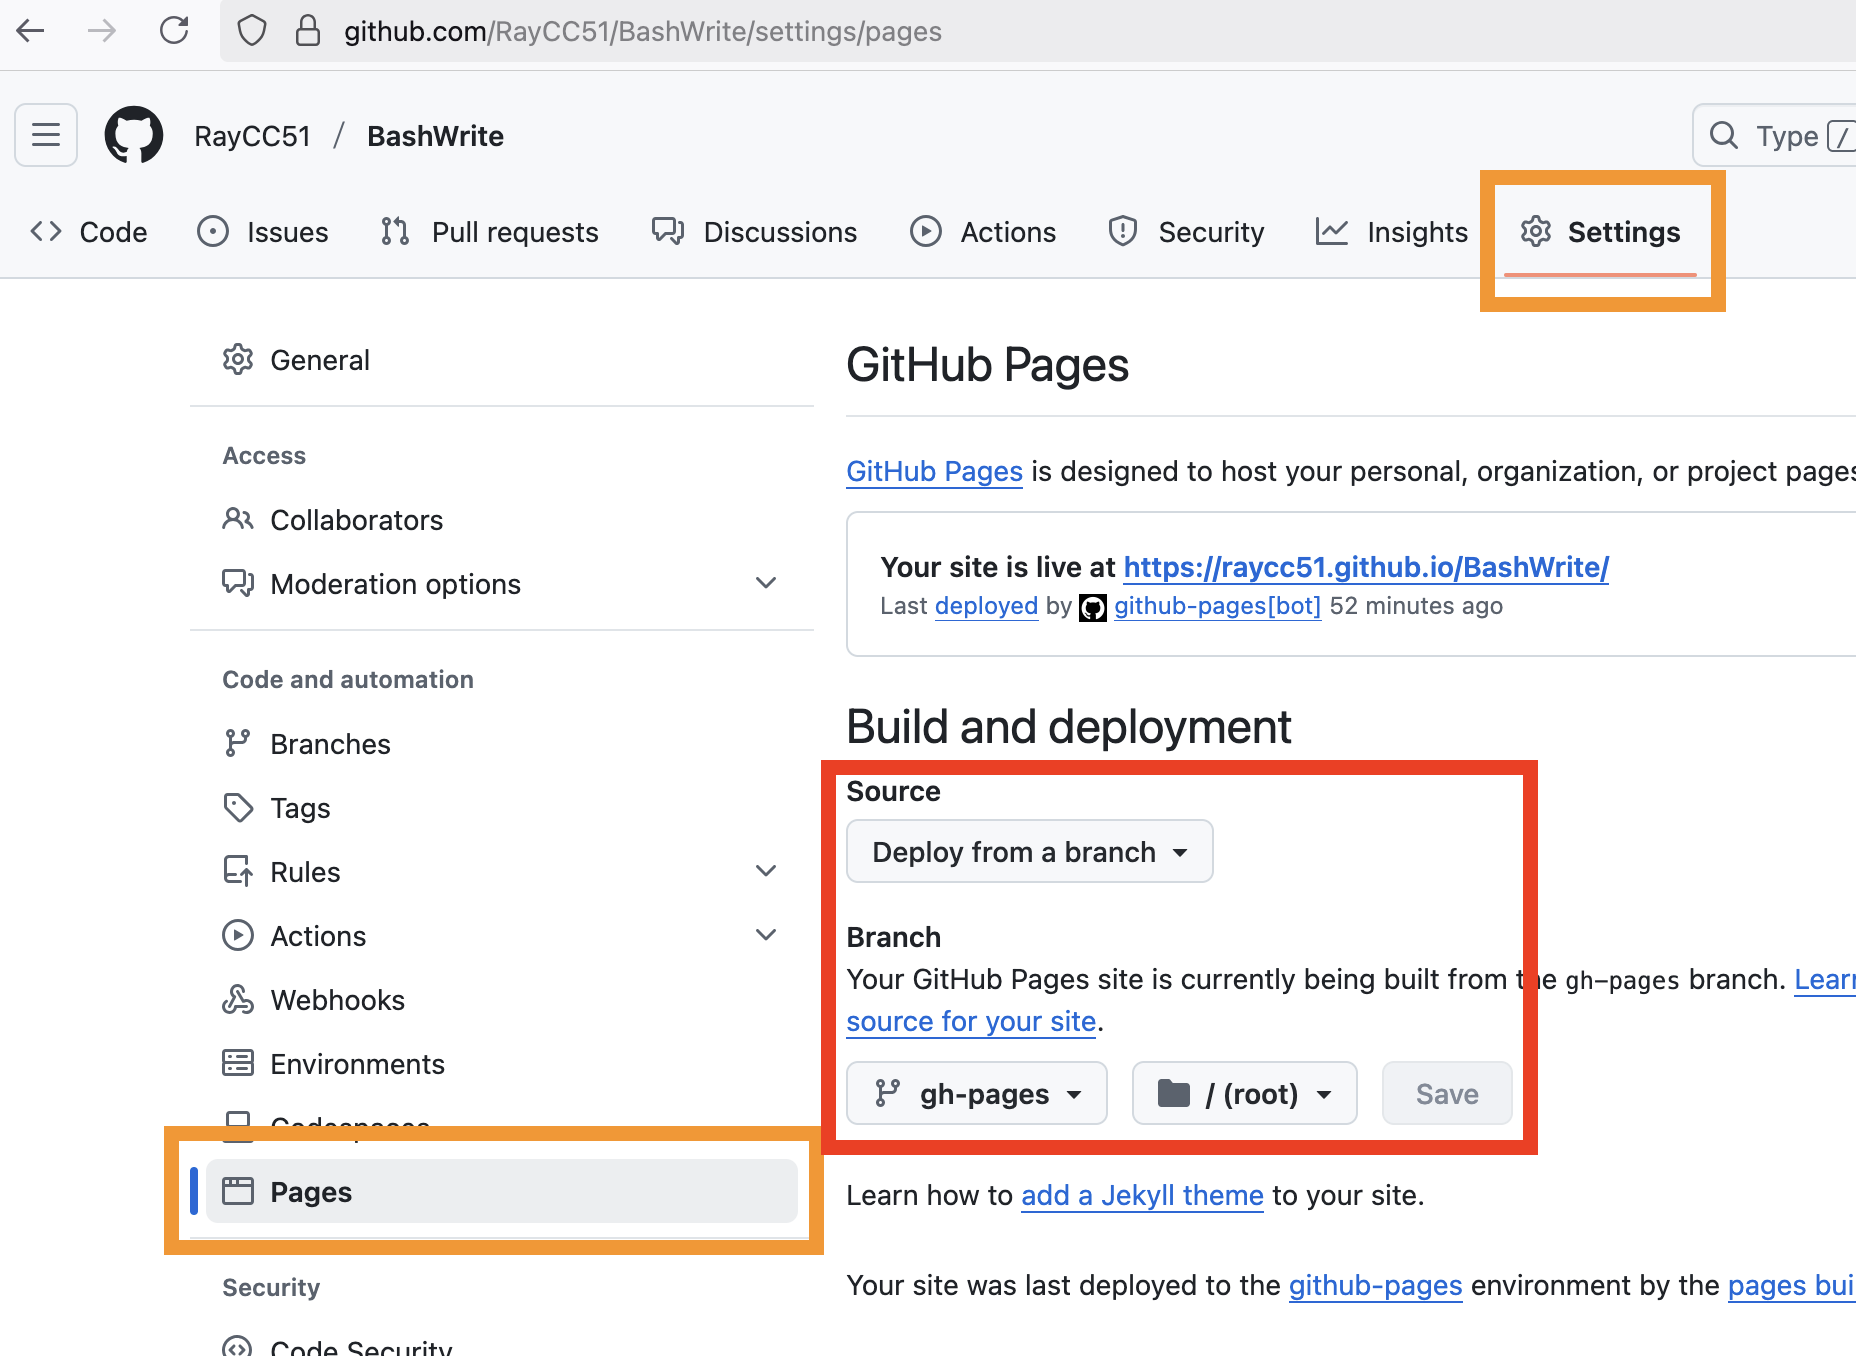 github.com/RayCC51/BashWrite/settings/pages
RayCC51 / BashWrite
Type /
Code Issues Pull requests Discussions Actions Security Insights Settings
General
Access
Collaborators
Moderation options
Code and automation
Branches
Tags
Rules
Actions
Webhooks
Environments
Codespaces
Pages
Security
Code Security
GitHub Pages
GitHub Pages is designed to host your personal, organization, or project pages
Your site is live at https://raycc51.github.io/BashWrite/
Last deployed by github-pages[bot] 52 minutes ago
Build and deployment
Source
Deploy from a branch
Branch
Your GitHub Pages site is currently being built from the gh-pages branch. Learn
source for your site.
gh-pages / (root) Save
Learn how to add a Jekyll theme to your site.
Your site was last deployed to the github-pages environment by the pages bui